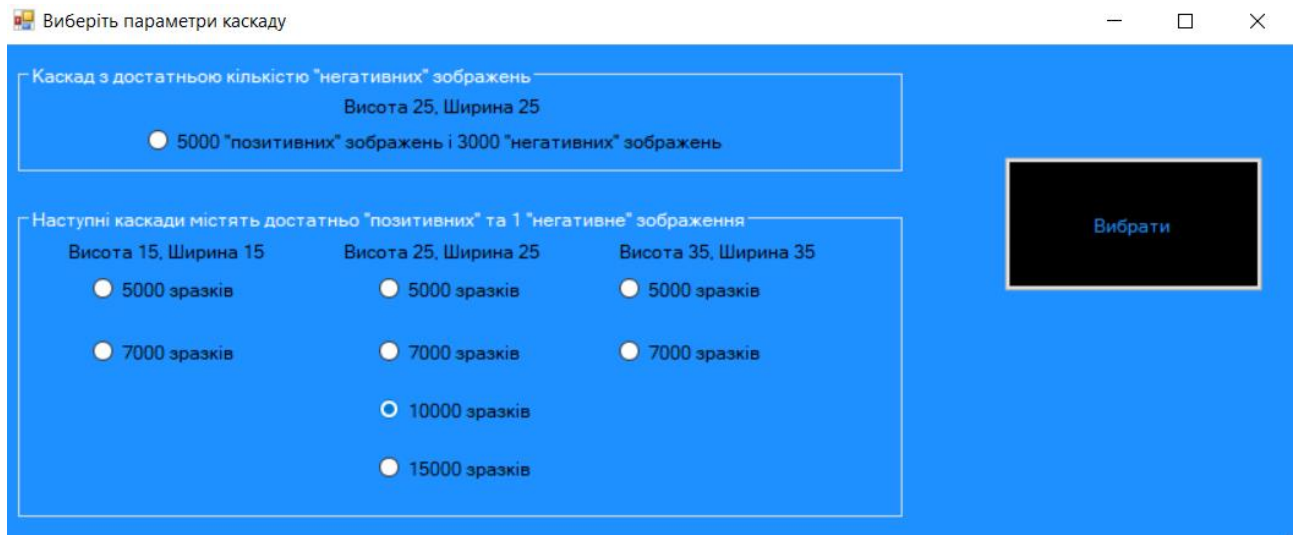 Виберіть параметри каскаду
Каскад з достатньою кількістю "негативних" зображень
Висота 25, Ширина 25
5000 "позитивних" зображень і 3000 "негативних" зображень
Вибрати
Наступні каскади містять достатньо "позитивних" та 1 "негативне" зображення
Висота 15, Ширина 15 Висота 25, Ширина 25 Висота 35, Ширина 35
5000 зразків 5000 зразків 5000 зразків
7000 зразків 7000 зразків 7000 зразків
10000 зразків
15000 зразків